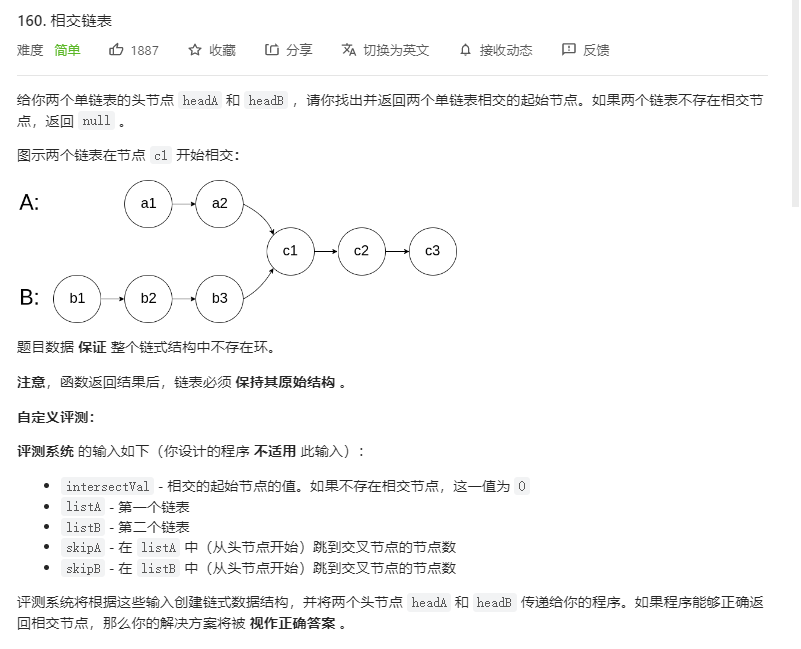 160. 相交链表
难度 简单 1887 收藏 分享 切换为英文 接收动态 反馈
给你两个单链表的头节点 headA 和 headB ，请你找出并返回两个单链表相交的起始节点。如果两个链表不存在相交节
点，返回 null 。
图示两个链表在节点 c1 开始相交：
A: a1 a2
c1 c2 c3
B: b1 b2 b3
题目数据 保证 整个链式结构中不存在环。
注意，函数返回结果后，链表必须 保持其原始结构 。
自定义评测：
评测系统 的输入如下（你设计的程序 不适用 此输入）：
intersectVal - 相交的起始节点的值。如果不存在相交节点，这一值为 0
listA - 第一个链表
listB - 第二个链表
skipA - 在 listA 中（从头节点开始）跳到交叉节点的节点数
skipB - 在 listB 中（从头节点开始）跳到交叉节点的节点数
评测系统将根据这些输入创建链式数据结构，并将两个头节点 headA 和 headB 传递给你的程序。如果程序能够正确返
回相交节点，那么你的解决方案将被 视作正确答案 。